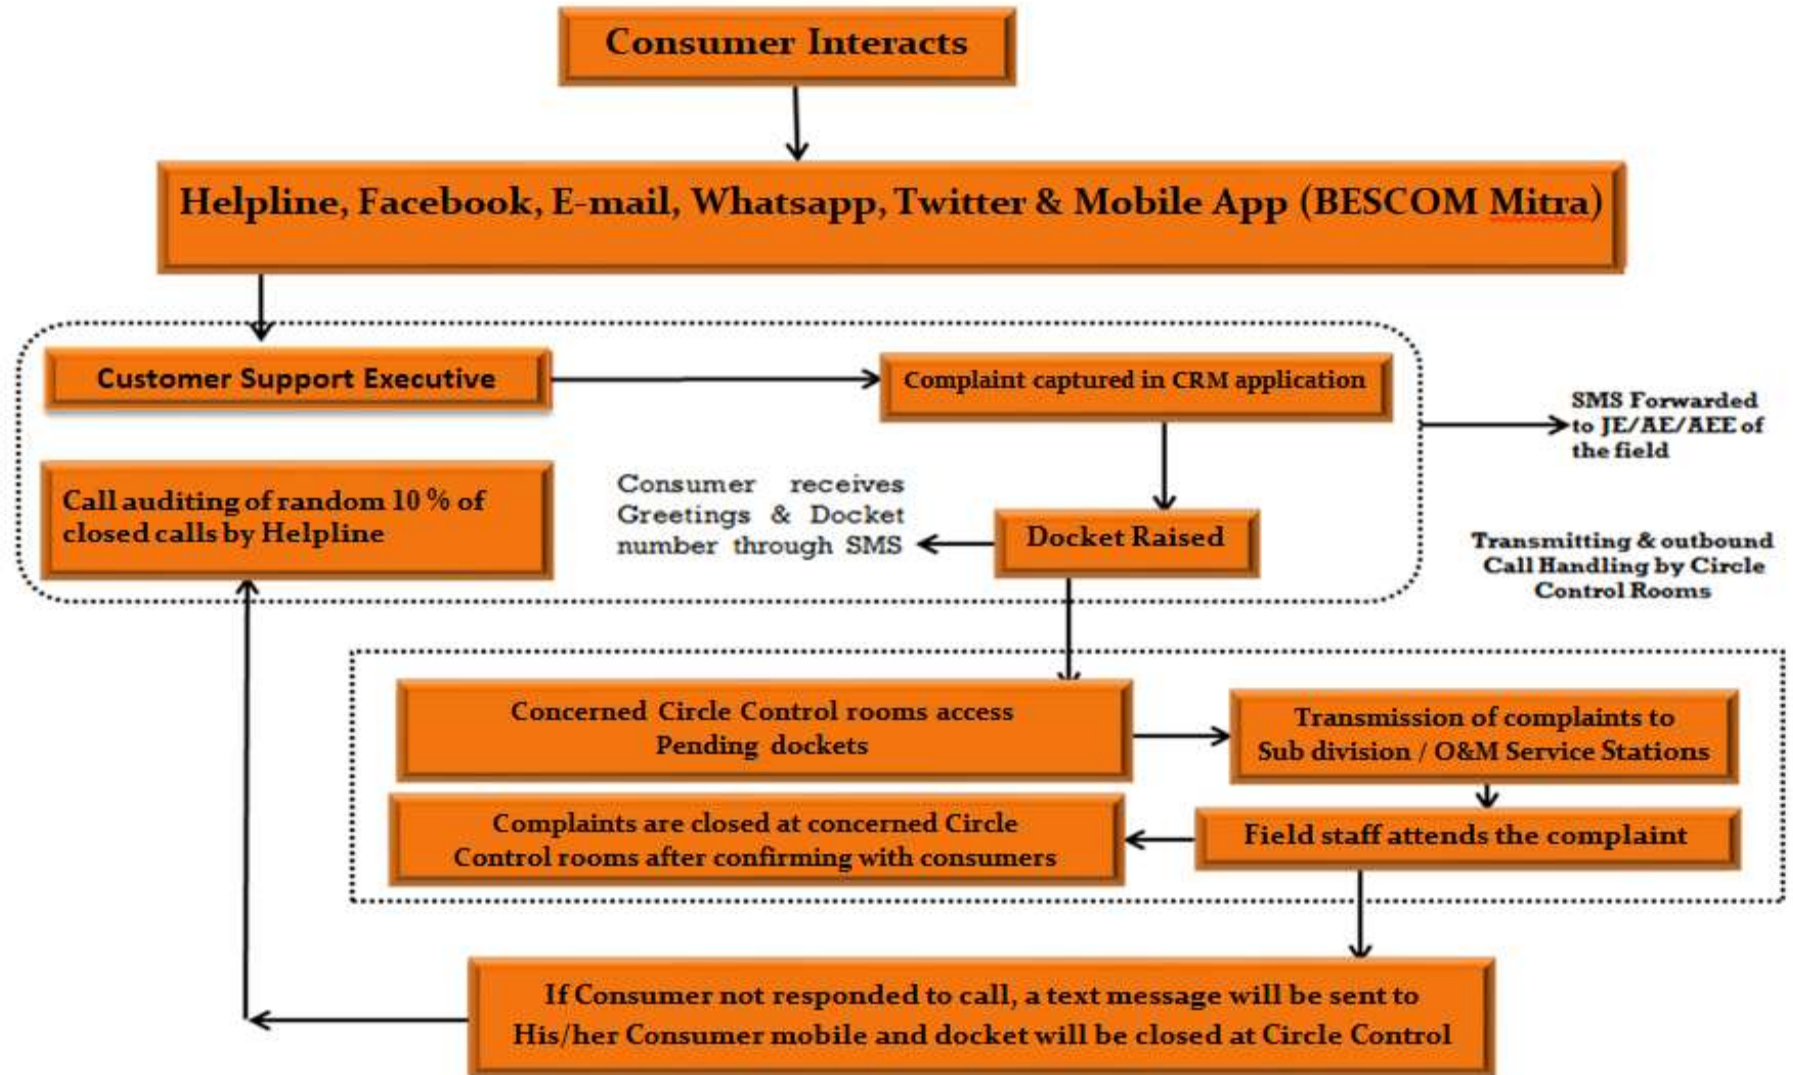 Consumer Interacts
Helpline, Facebook, E-mail, Whatsapp, Twitter & Mobile App (BESCOM Mitra)
Customer Support Executive
Complaint captured in CRM application
SMS Forwarded
to JE/AE/AEE of
the field
Call auditing of random 10 % of
closed calls by Helpline
Consumer receives
Greetings & Docket
number through SMS
Docket Raised
Transmitting & outbound
Call Handling by Circle
Control Rooms
Concerned Circle Control rooms access
Pending dockets
Transmission of complaints to
Sub division / O&M Service Stations
Complaints are closed at concerned Circle
Control rooms after confirming with consumers
Field staff attends the complaint
If Consumer not responded to call, a text message will be sent to
His/her Consumer mobile and docket will be closed at Circle Control